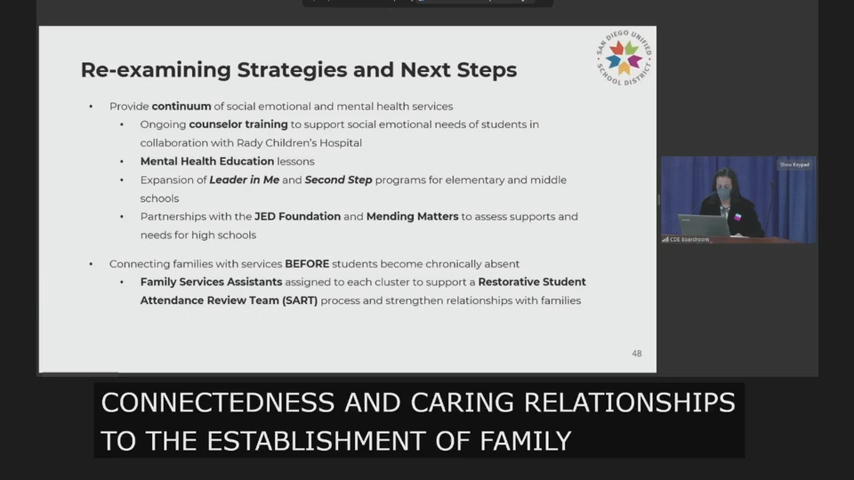 SAN DIEGO UNIFIED
SCHOOL DISTRICT
Re-examining Strategies and Next Steps
• Provide continuum of social emotional and mental health services
• Ongoing counselor training to support social emotional needs of students in
collaboration with Rady Children's Hospital
• Mental Health Education lessons
• Expansion of Leader in Me and Second Step programs for elementary and middle
schools
• Partnerships with the JED Foundation and Mending Matters to assess supports and
needs for high schools
• Connecting families with services BEFORE students become chronically absent
• Family Services Assistants assigned to each cluster to support a Restorative Student
Attendance Review Team (SART) process and strengthen relationships with families
48
Show Keypad
CDE Boardroom
CONNECTEDNESS AND CARING RELATIONSHIPS
TO THE ESTABLISHMENT OF FAMILY